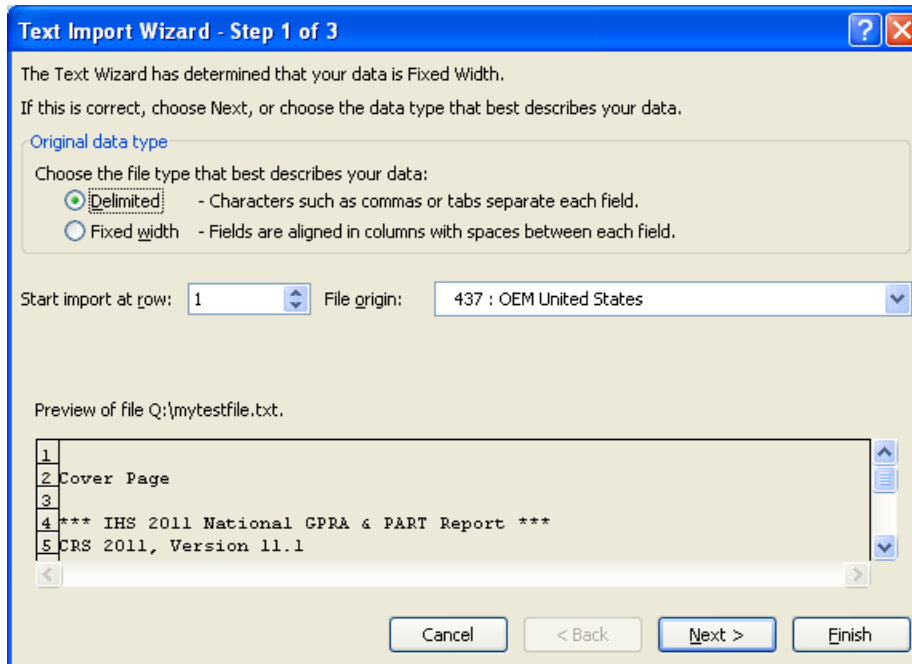 Text Import Wizard - Step 1 of 3
The Text Wizard has determined that your data is Fixed Width.
If this is correct, choose Next, or choose the data type that best describes your data.
Original data type
Choose the file type that best describes your data:
Delimited - Characters such as commas or tabs separate each field.
Fixed width - Fields are aligned in columns with spaces between each field.
Start import at row: 1 File origin: 437 : OEM United States
Preview of file Q:\mytestfile.txt.
1
2 Cover Page
3
4 *** IHS 2011 National GPRA & PART Report ***
5 CRS 2011, Version 11.1
Cancel < Back Next > Finish